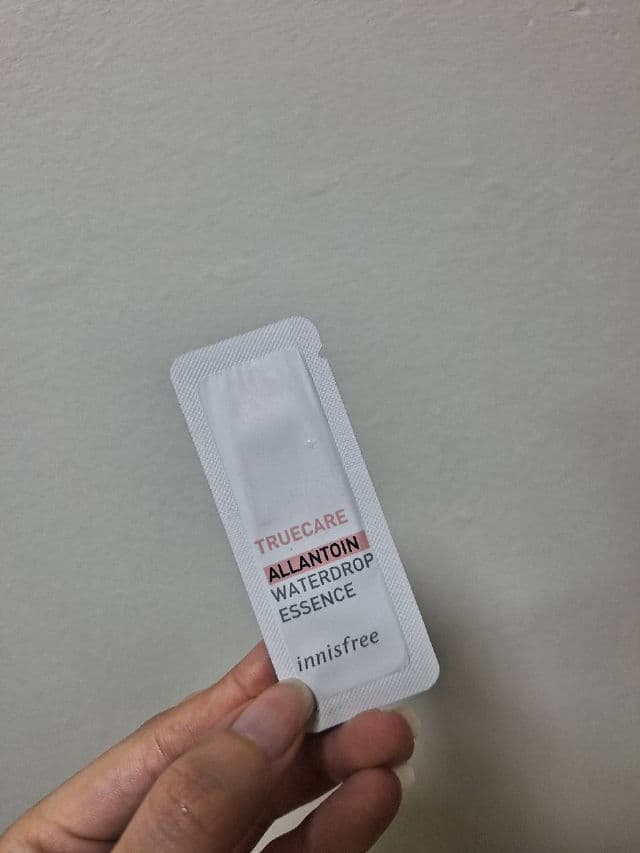 TRUECARE
ALLANTOIN
WATERDROP
ESSENCE
innisfree